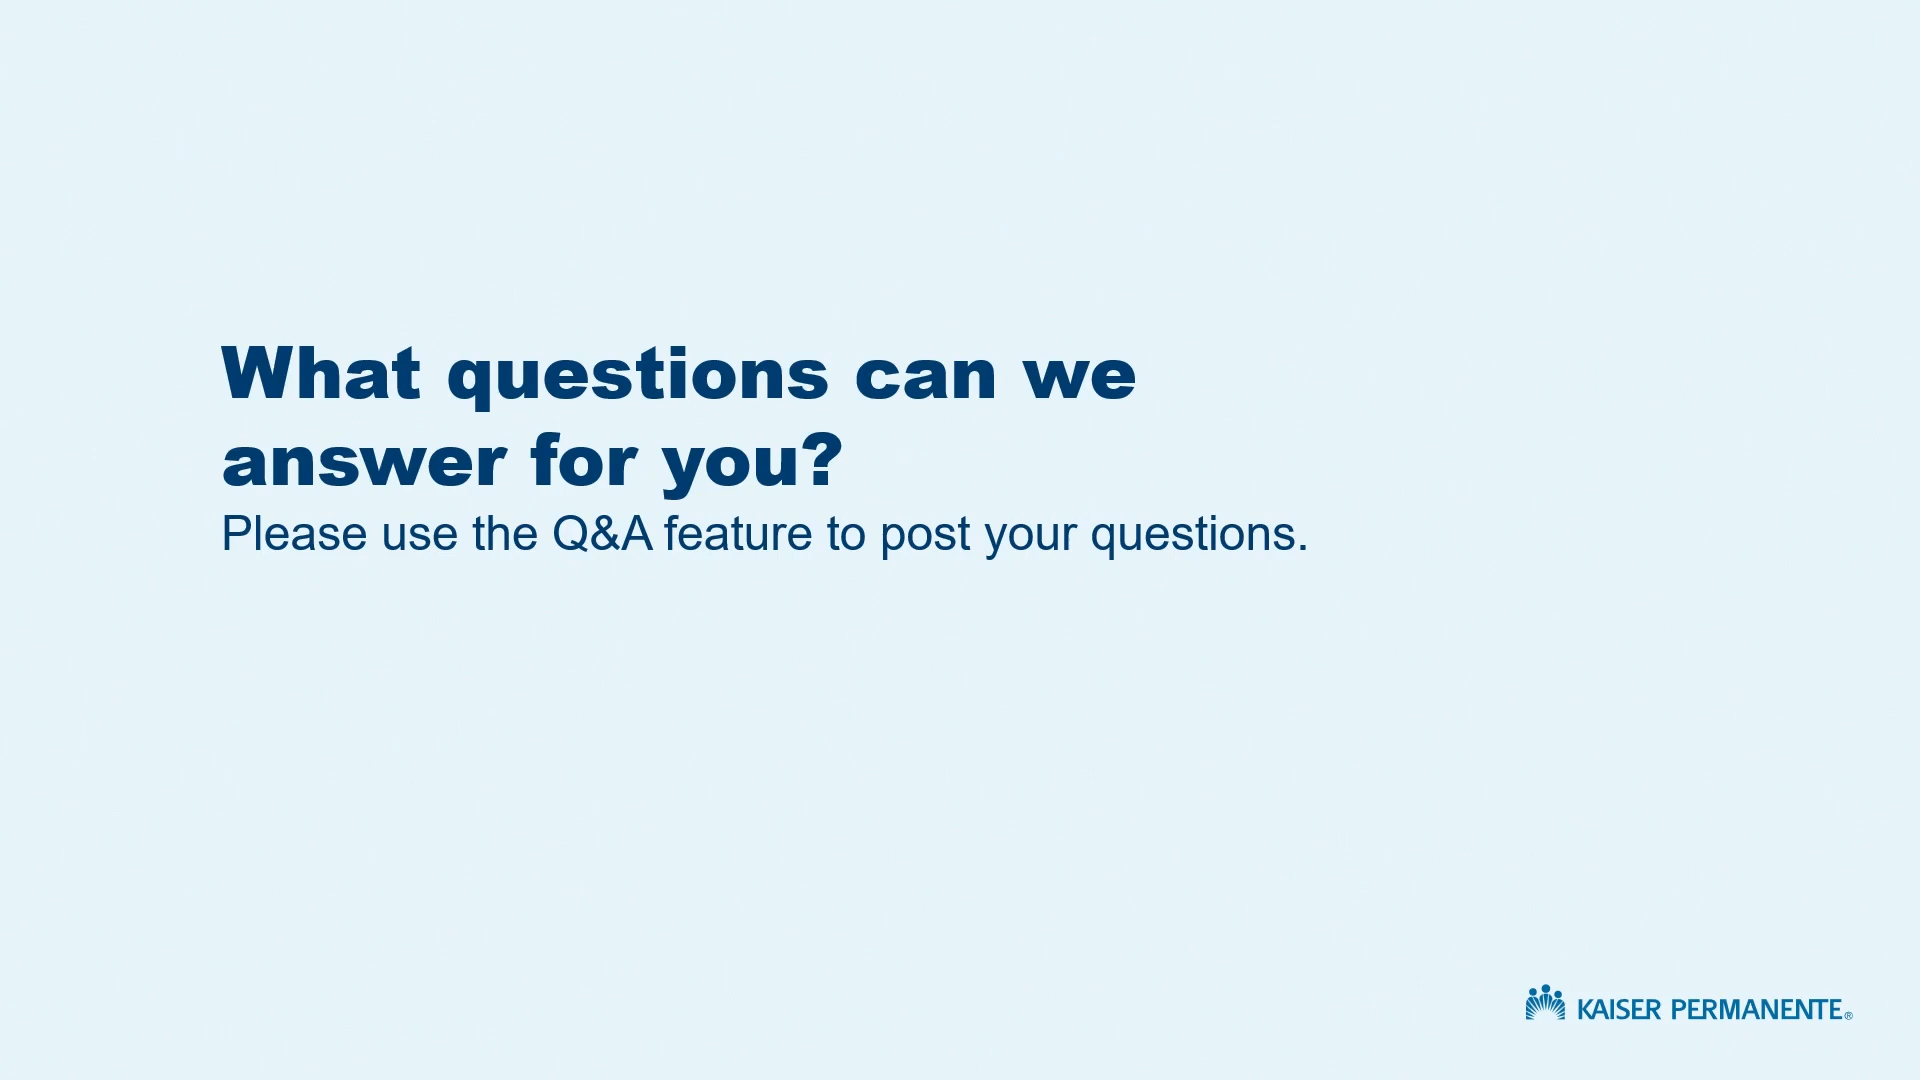 What questions can we
answer for you?
Please use the Q&A feature to post your questions.
KAISER PERMANENTE®